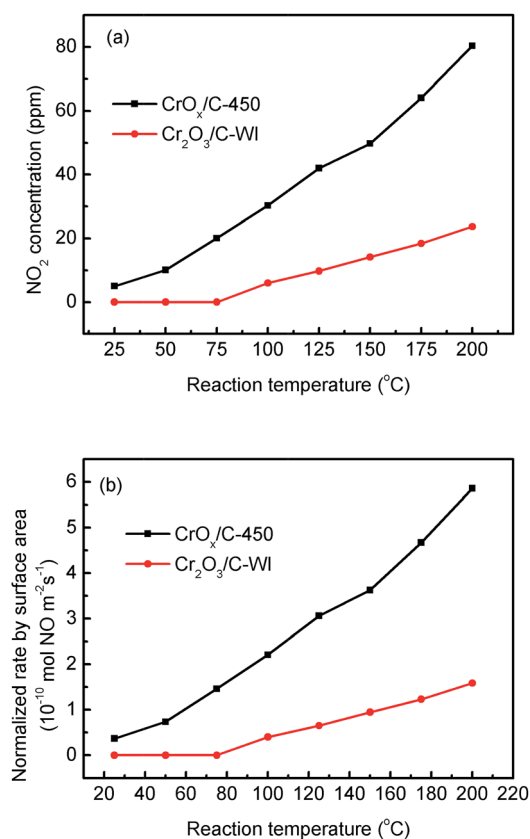 (a)
CrOₓ/C-450
Cr₂O₃/C-WI
NO₂ concentration (ppm)
80
60
40
20
0
25 50 75 100 125 150 175 200
Reaction temperature (°C)
(b)
CrOₓ/C-450
Cr₂O₃/C-WI
Normalized rate by surface area
(10⁻¹⁰ mol NO m⁻²s⁻¹)
6
5
4
3
2
1
0
20 40 60 80 100 120 140 160 180 200 220
Reaction temperature (°C)